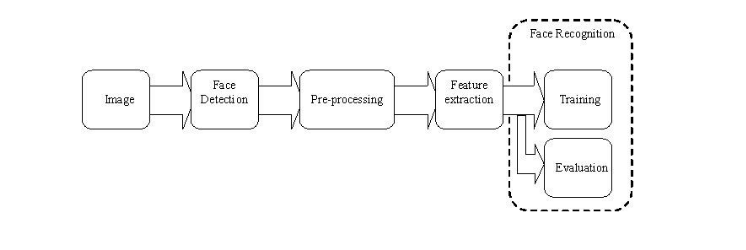 Face Recognition
Image
Face
Detection
Pre-processing
Feature
extraction
Training
Evaluation